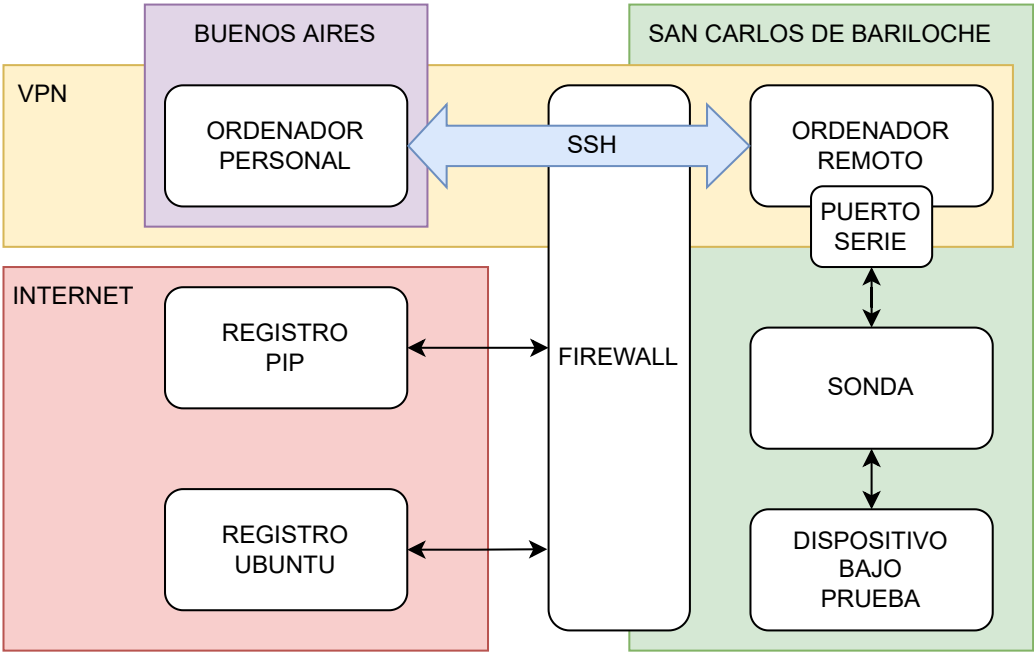 BUENOS AIRES
SAN CARLOS DE BARILOCHE
VPN
ORDENADOR
PERSONAL
SSH
ORDENADOR
REMOTO
PUERTO
SERIE
INTERNET
REGISTRO
PIP
FIREWALL
SONDA
REGISTRO
UBUNTU
DISPOSITIVO
BAJO
PRUEBA